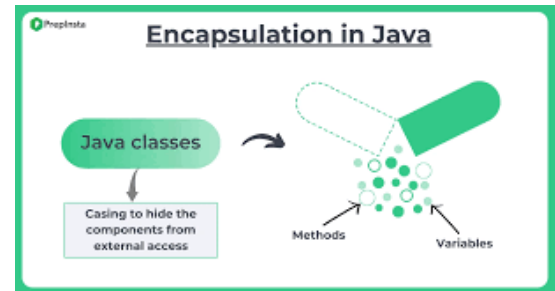 PrepInsta
Encapsulation in Java
Java classes
Casing to hide the
components from
external access
Methods
Variables